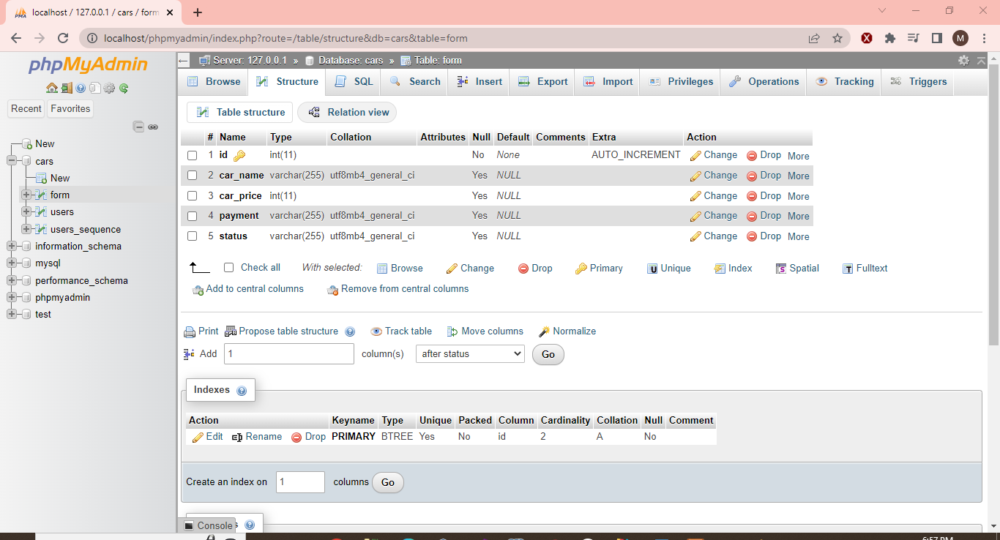 localhost / 127.0.0.1 / cars / form
localhost/phpmyadmin/index.php?route=/table/structure&db=cars&table=form
M
phpMyAdmin
Recent Favorites
New
cars
New
form
users
users_sequence
information_schema
mysql
performance_schema
phpmyadmin
test
Server: 127.0.0.1 » Database: cars » Table: form
Browse Structure SQL Search Insert Export Import Privileges Operations Tracking Triggers
Table structure Relation view
# Name Type Collation Attributes Null Default Comments Extra Action
1 id int(11) No None AUTO_INCREMENT Change Drop More
2 car_name varchar(255) utf8mb4_general_ci Yes NULL Change Drop More
3 car_price int(11) Yes NULL Change Drop More
4 payment varchar(255) utf8mb4_general_ci Yes NULL Change Drop More
5 status varchar(255) utf8mb4_general_ci Yes NULL Change Drop More
Check all With selected: Browse Change Drop Primary Unique Index Spatial Fulltext
Add to central columns Remove from central columns
Print Propose table structure Track table Move columns Normalize
Add 1 column(s) after status Go
Indexes
Action Keyname Type Unique Packed Column Cardinality Collation Null Comment
Edit Rename Drop PRIMARY BTREE Yes No id 2 A No
Create an index on 1 columns Go
Console